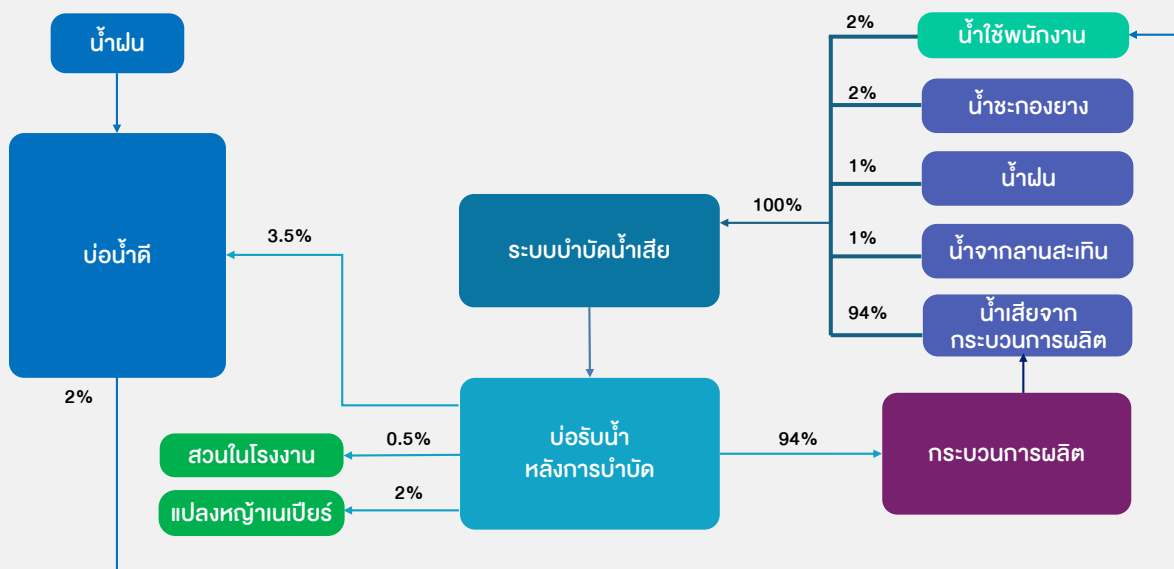 น้ำฝน
บ่อน้ำดี
2%
3.5%
ระบบบำบัดน้ำเสีย
100%
2%
น้ำใช้พนักงาน
2%
น้ำชะกองยาง
1%
น้ำฝน
1%
น้ำจากลานสะเทิน
94%
น้ำเสียจาก
กระบวนการผลิต
บ่อรับน้ำ
หลังการบำบัด
0.5%
สวนในโรงงาน
2%
แปลงหญ้าเนเปียร์
94%
กระบวนการผลิต